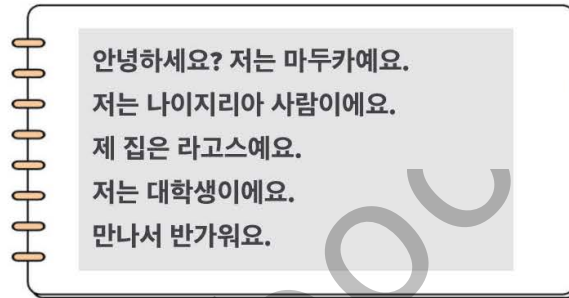 안녕하세요? 저는 마두카예요.
저는 나이지리아 사람이에요.
제 집은 라고스예요.
저는 대학생이에요.
만나서 반가워요.